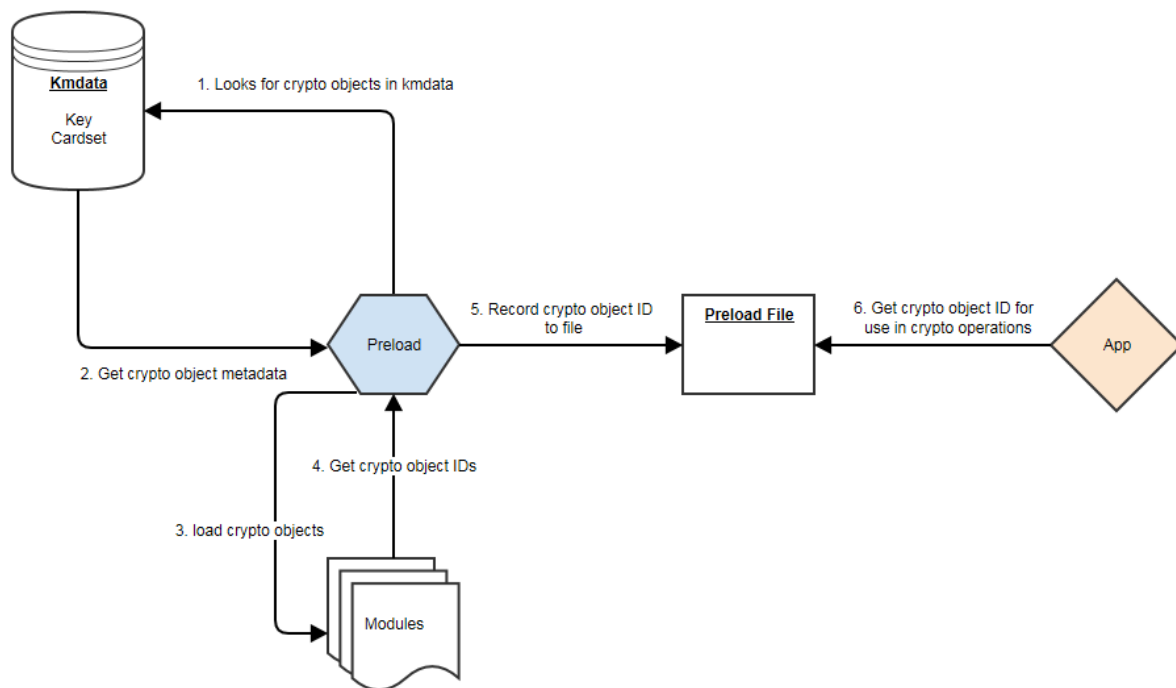 Kmdata
Key
Cardset
1. Looks for crypto objects in kmdata
2. Get crypto object metadata
Preload
3. load crypto objects
4. Get crypto object IDs
Modules
5. Record crypto object ID
to file
Preload File
6. Get crypto object ID for
use in crypto operations
App